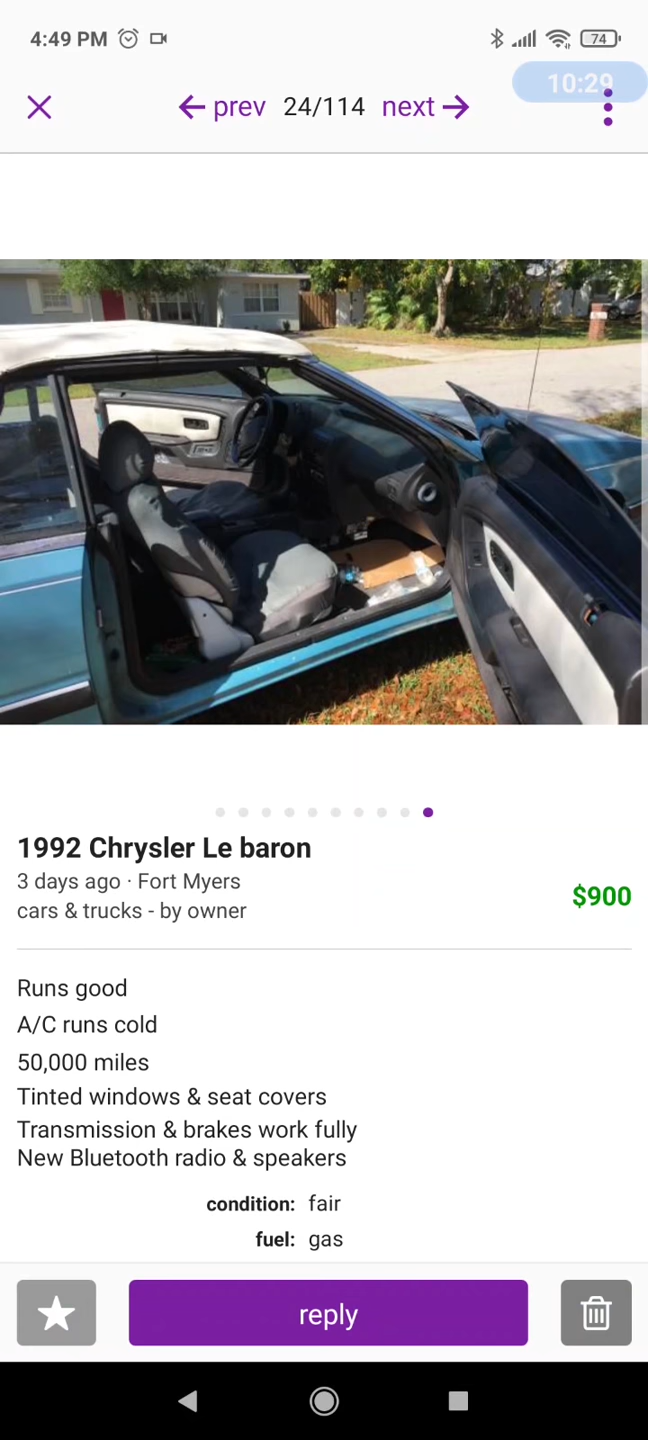 4:49 PM
74
10:29
← prev 24/114 next →
1992 Chrysler Le baron
3 days ago · Fort Myers
cars & trucks - by owner
$900
Runs good
A/C runs cold
50,000 miles
Tinted windows & seat covers
Transmission & brakes work fully
New Bluetooth radio & speakers
condition: fair
fuel: gas
reply